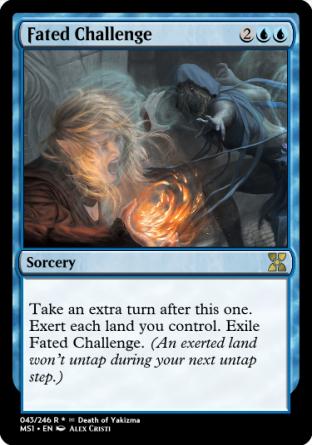 Fated Challenge 2
Sorcery
Take an extra turn after this one.
Exert each land you control. Exile
Fated Challenge. (An exerted land
won't untap during your next untap
step.)
043/246 R * ∞ Death of Yakizma
MS1 • EN Alex Cristi